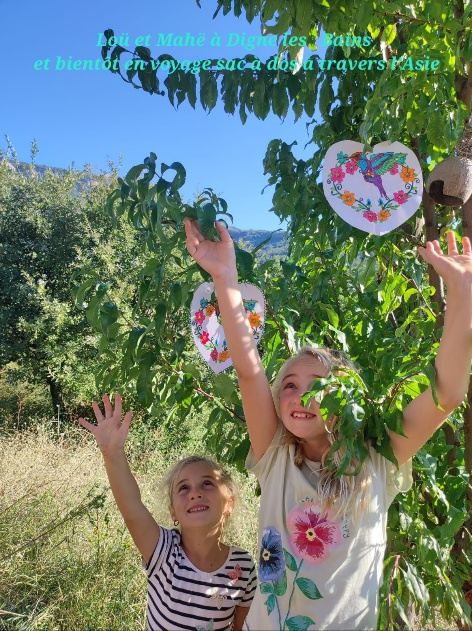 Loü et Mahë à Digne les - Bains
et bientôt en voyage sac à dos à travers l'Asie